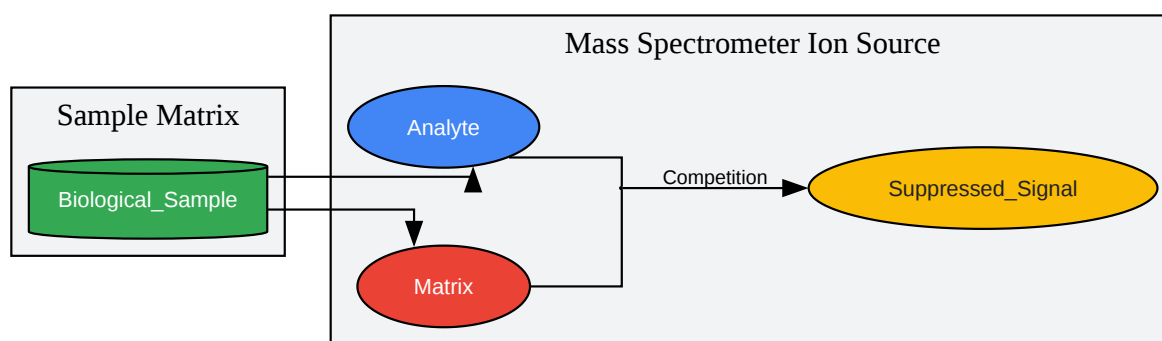 Mass Spectrometer Ion Source
Sample Matrix
Analyte
Biological_Sample
Competition
Suppressed_Signal
Matrix